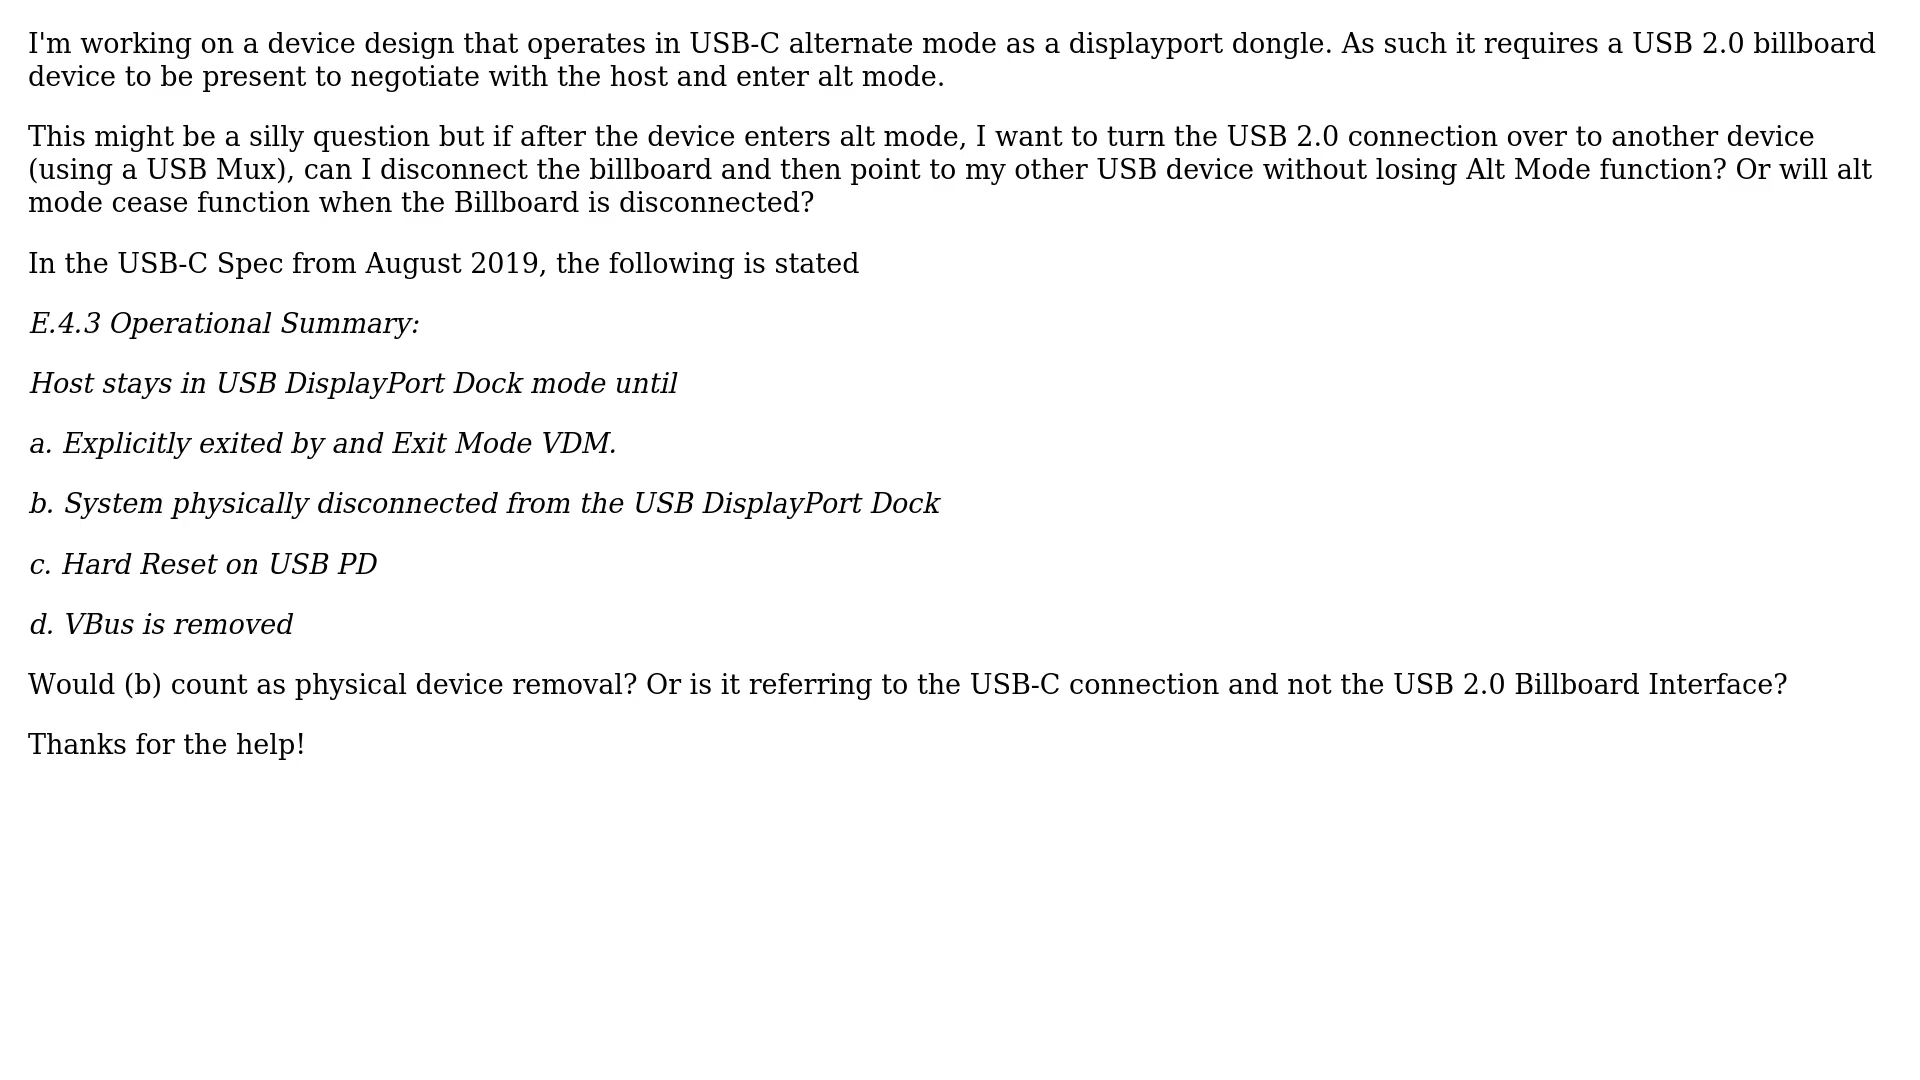 I'm working on a device design that operates in USB-C alternate mode as a displayport dongle. As such it requires a USB 2.0 billboard
device to be present to negotiate with the host and enter alt mode.
This might be a silly question but if after the device enters alt mode, I want to turn the USB 2.0 connection over to another device
(using a USB Mux), can I disconnect the billboard and then point to my other USB device without losing Alt Mode function? Or will alt
mode cease function when the Billboard is disconnected?
In the USB-C Spec from August 2019, the following is stated
E.4.3 Operational Summary:
Host stays in USB DisplayPort Dock mode until
a. Explicitly exited by and Exit Mode VDM.
b. System physically disconnected from the USB DisplayPort Dock
c. Hard Reset on USB PD
d. VBus is removed
Would (b) count as physical device removal? Or is it referring to the USB-C connection and not the USB 2.0 Billboard Interface?
Thanks for the help!